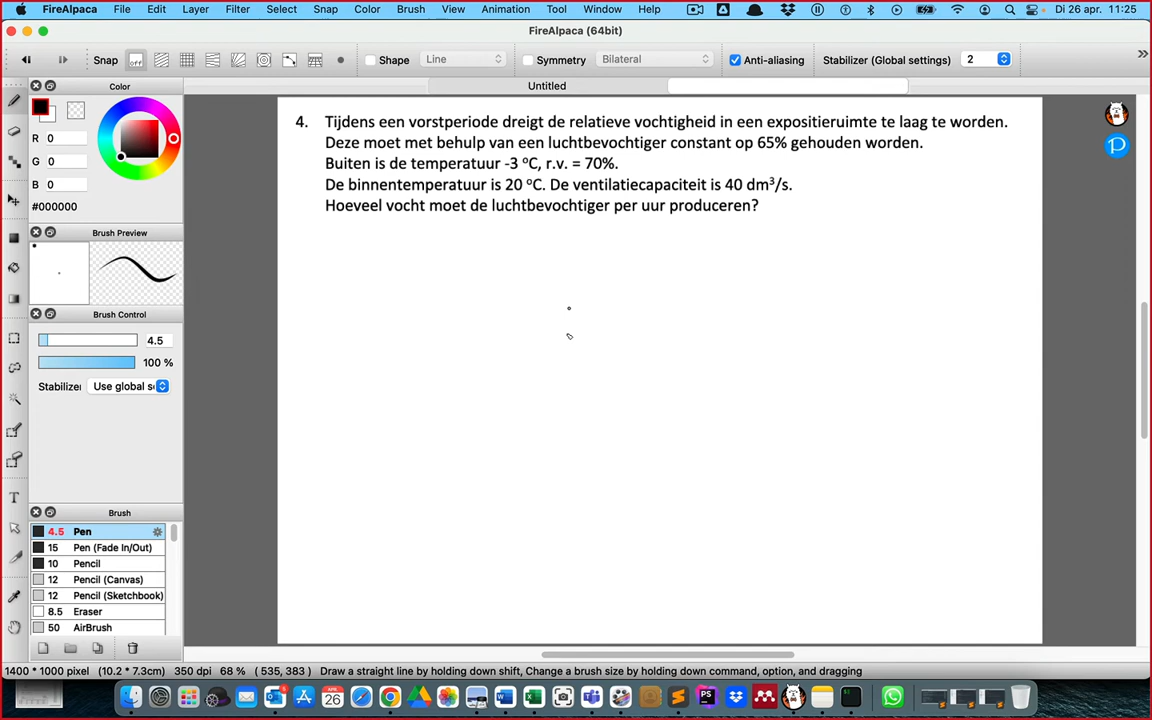 FireAlpaca File Edit Layer Filter Select Snap Color Brush View Animation Tool Window Help Di 26 apr. 11:25
FireAlpaca (64bit)
Snap off Shape Line Symmetry Bilateral Anti-aliasing Stabilizer (Global settings) 2 »
Color
Untitled
R 0
G 0
B 0
#000000
Brush Preview
Brush Control
4.5
100 %
Stabilizer Use global s
Brush
4.5 Pen
15 Pen (Fade In/Out)
10 Pencil
12 Pencil (Canvas)
12 Pencil (Sketchbook)
8.5 Eraser
50 AirBrush
4. Tijdens een vorstperiode dreigt de relatieve vochtigheid in een expositieruimte te laag te worden.
Deze moet met behulp van een luchtbevochtiger constant op 65% gehouden worden.
Buiten is de temperatuur -3 °C, r.v. = 70%.
De binnentemperatuur is 20 °C. De ventilatiecapaciteit is 40 dm³/s.
Hoeveel vocht moet de luchtbevochtiger per uur produceren?
1400 * 1000 pixel (10.2 * 7.3cm) 350 dpi 68 % ( 535, 383 ) Draw a straight line by holding down shift, Change a brush size by holding down command, option, and dragging